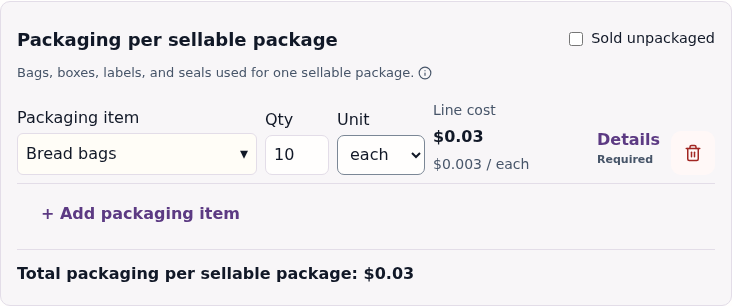 Packaging per sellable package
Sold unpackaged
Bags, boxes, labels, and seals used for one sellable package.
Packaging item
Qty
Unit
Line cost
Bread bags
10
each
$0.03
$0.003 / each
Details
Required
+ Add packaging item
Total packaging per sellable package: $0.03